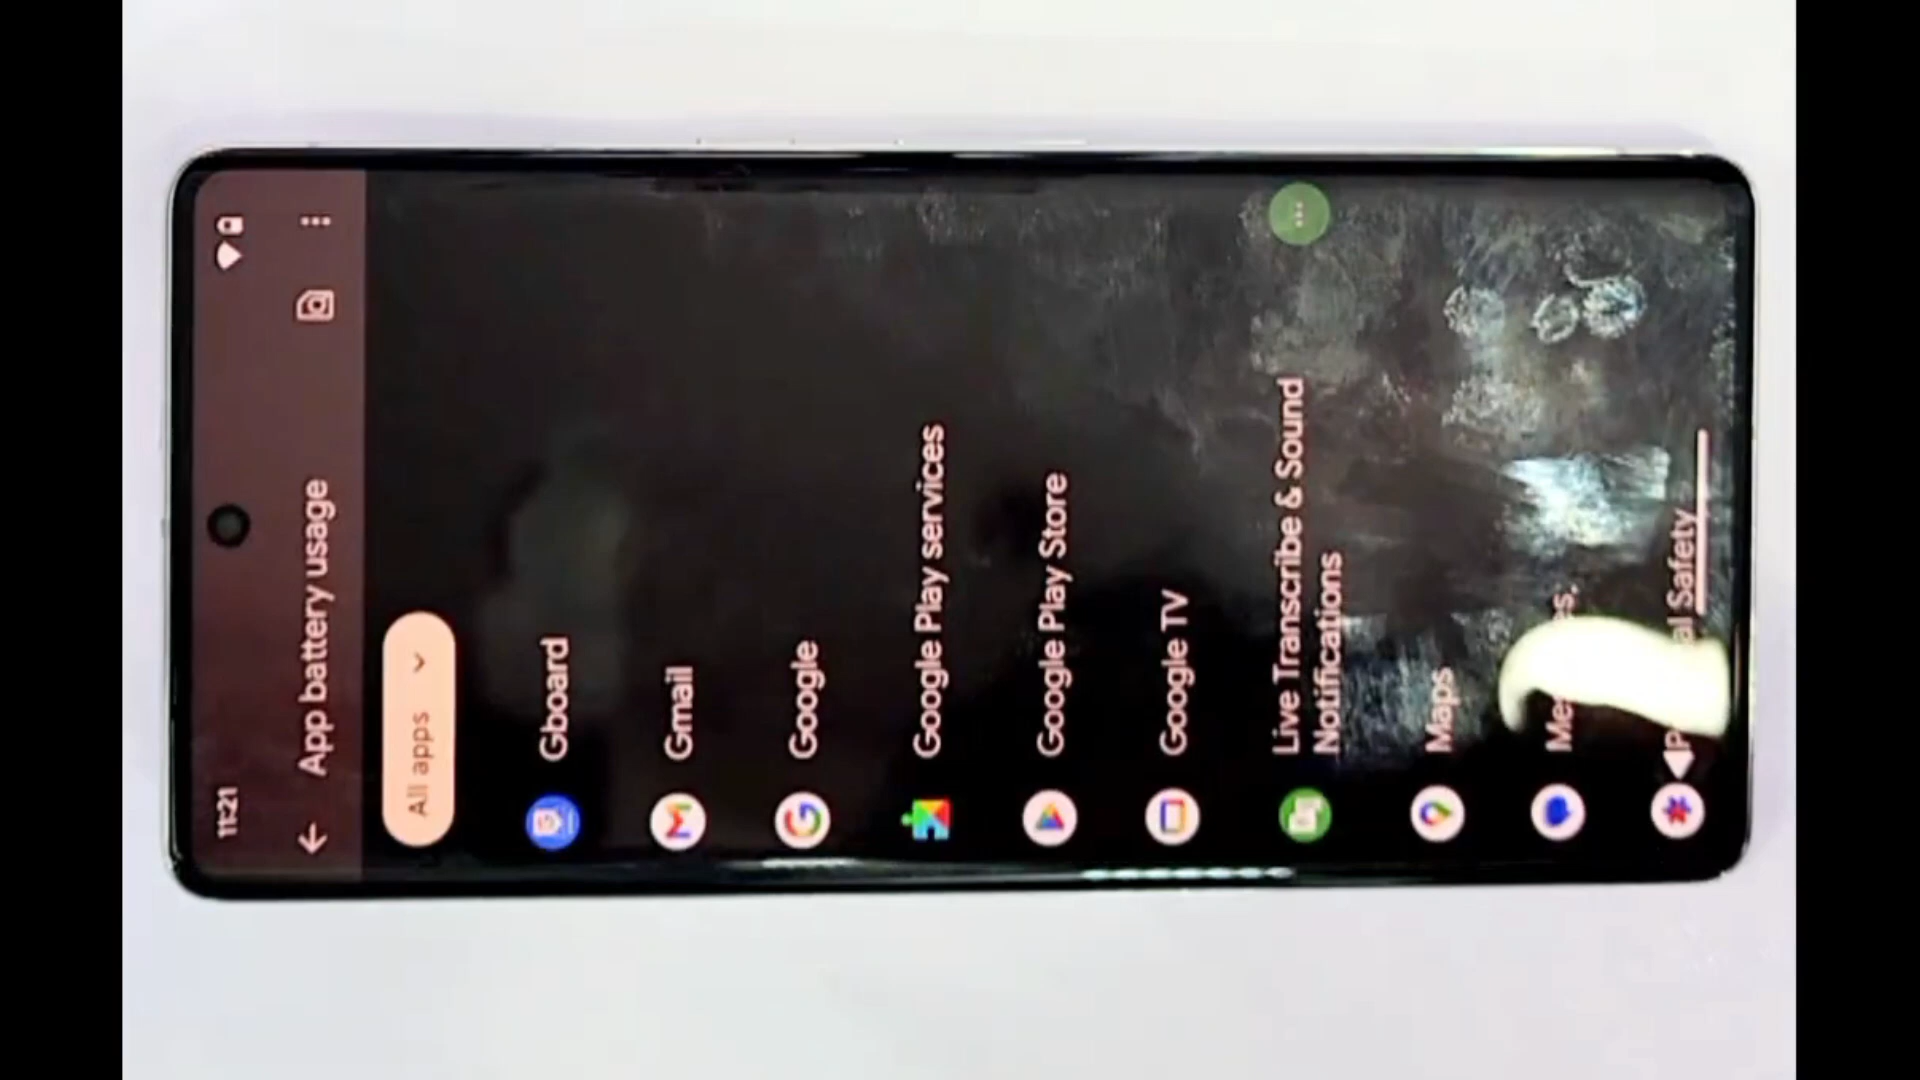 11:21
App battery usage
All apps
Gboard
Gmail
Google
Google Play services
Google Play Store
Google TV
Live Transcribe & Sound
Notifications
Maps
Safety